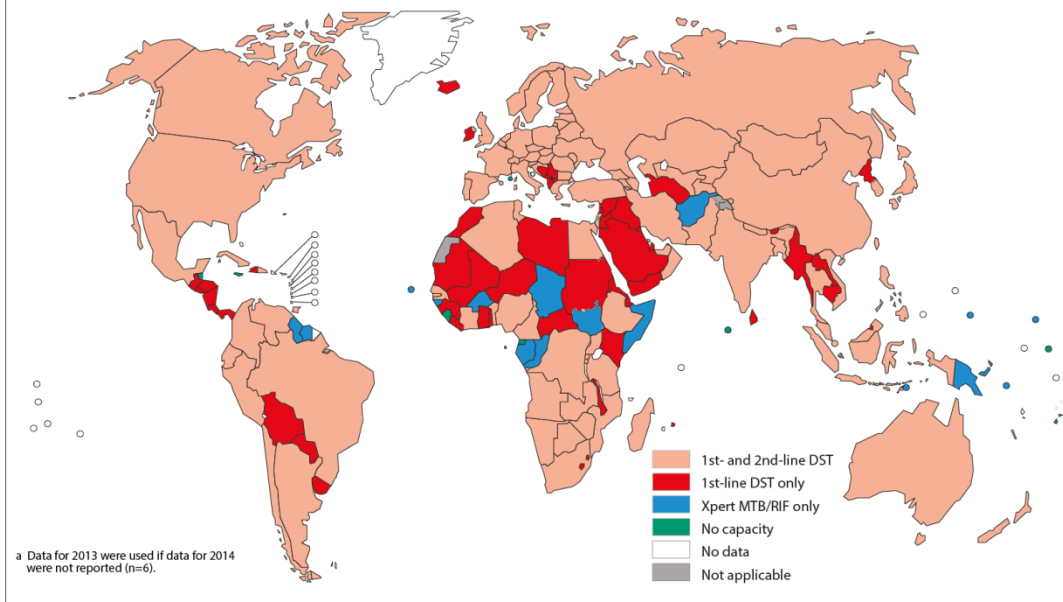 1st- and 2nd-line DST
1st-line DST only
Xpert MTB/RIF only
No capacity
No data
Not applicable
a Data for 2013 were used if data for 2014
were not reported (n=6).